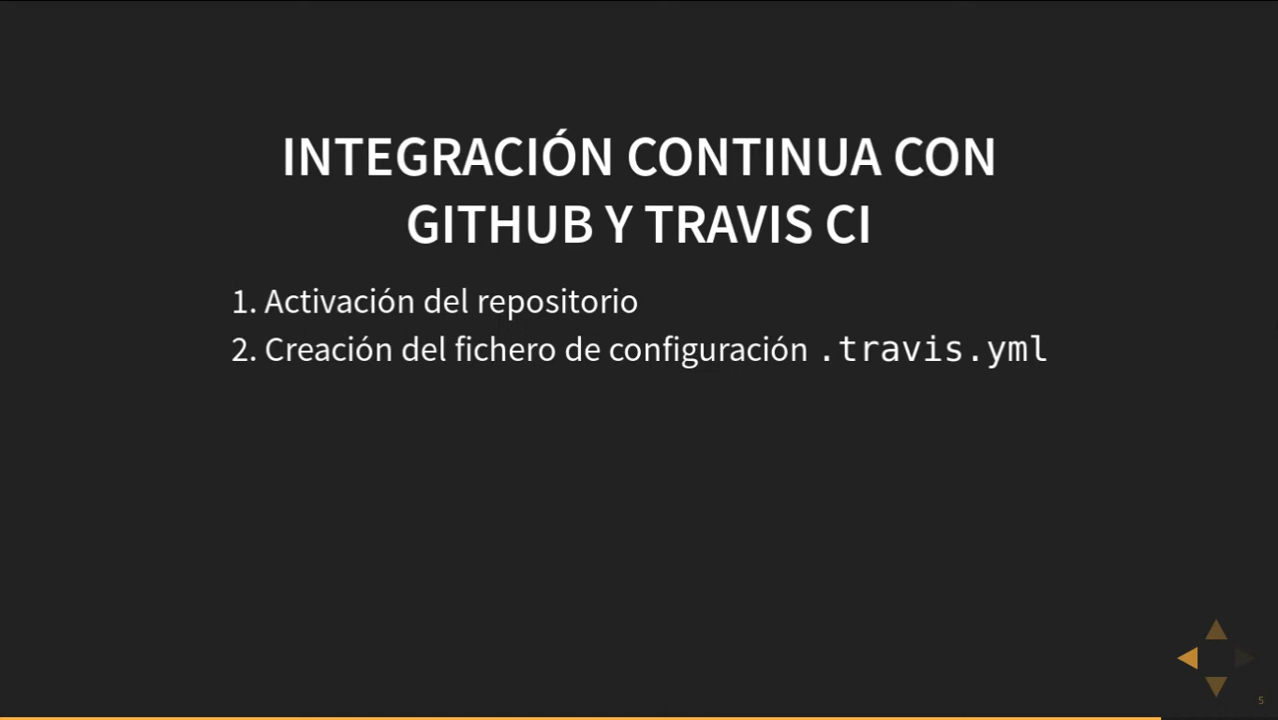 INTEGRACIÓN CONTINUA CON
GITHUB Y TRAVIS CI
1. Activación del repositorio
2. Creación del fichero de configuración .travis.yml
5